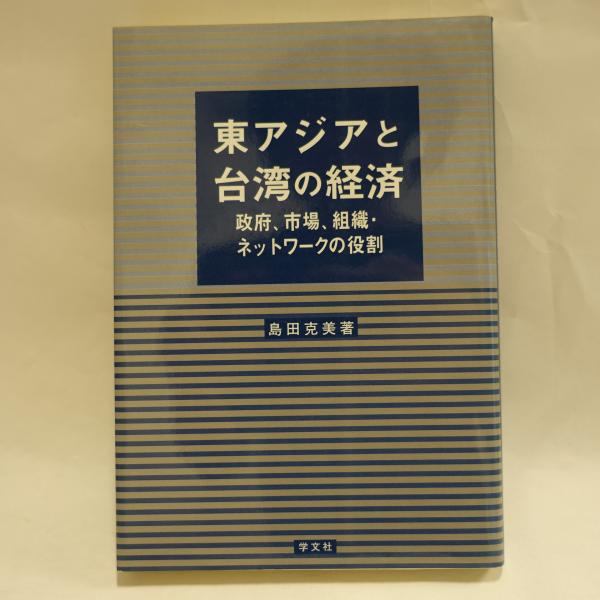 東アジアと
台湾の経済
政府、市場、組織・
ネットワークの役割
島田克美著
学文社